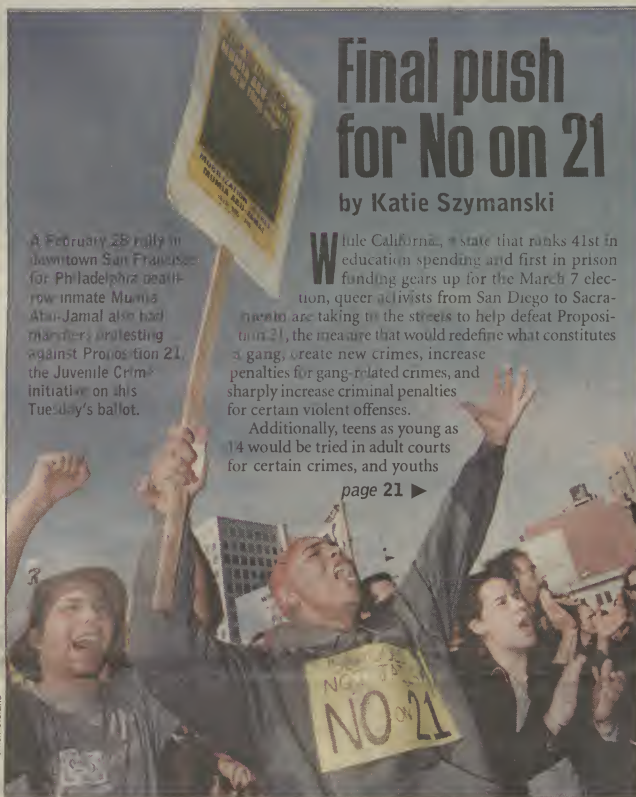 Final push
for No on 21
by Katie Szymanski
A February 28 rally in
downtown San Francisco
for Philadelphia death-
row inmate Mumia
Abu-Jamal also had
marchers protesting
against Proposition 21,
the Juvenile Crime
initiative on this
Tuesday's ballot.
While California, a state that ranks 41st in
education spending and first in prison
funding gears up for the March 7 elec-
tion, queer activists from San Diego to Sacra-
mento are taking to the streets to help defeat Proposi-
tion 21, the measure that would redefine what constitutes
a gang, create new crimes, increase
penalties for gang-related crimes, and
sharply increase criminal penalties
for certain violent offenses.
Additionally, teens as young as
14 would be tried in adult courts
for certain crimes, and youths
page 21 ▶
MUMIA ABU-JAMAL
NO ON 21